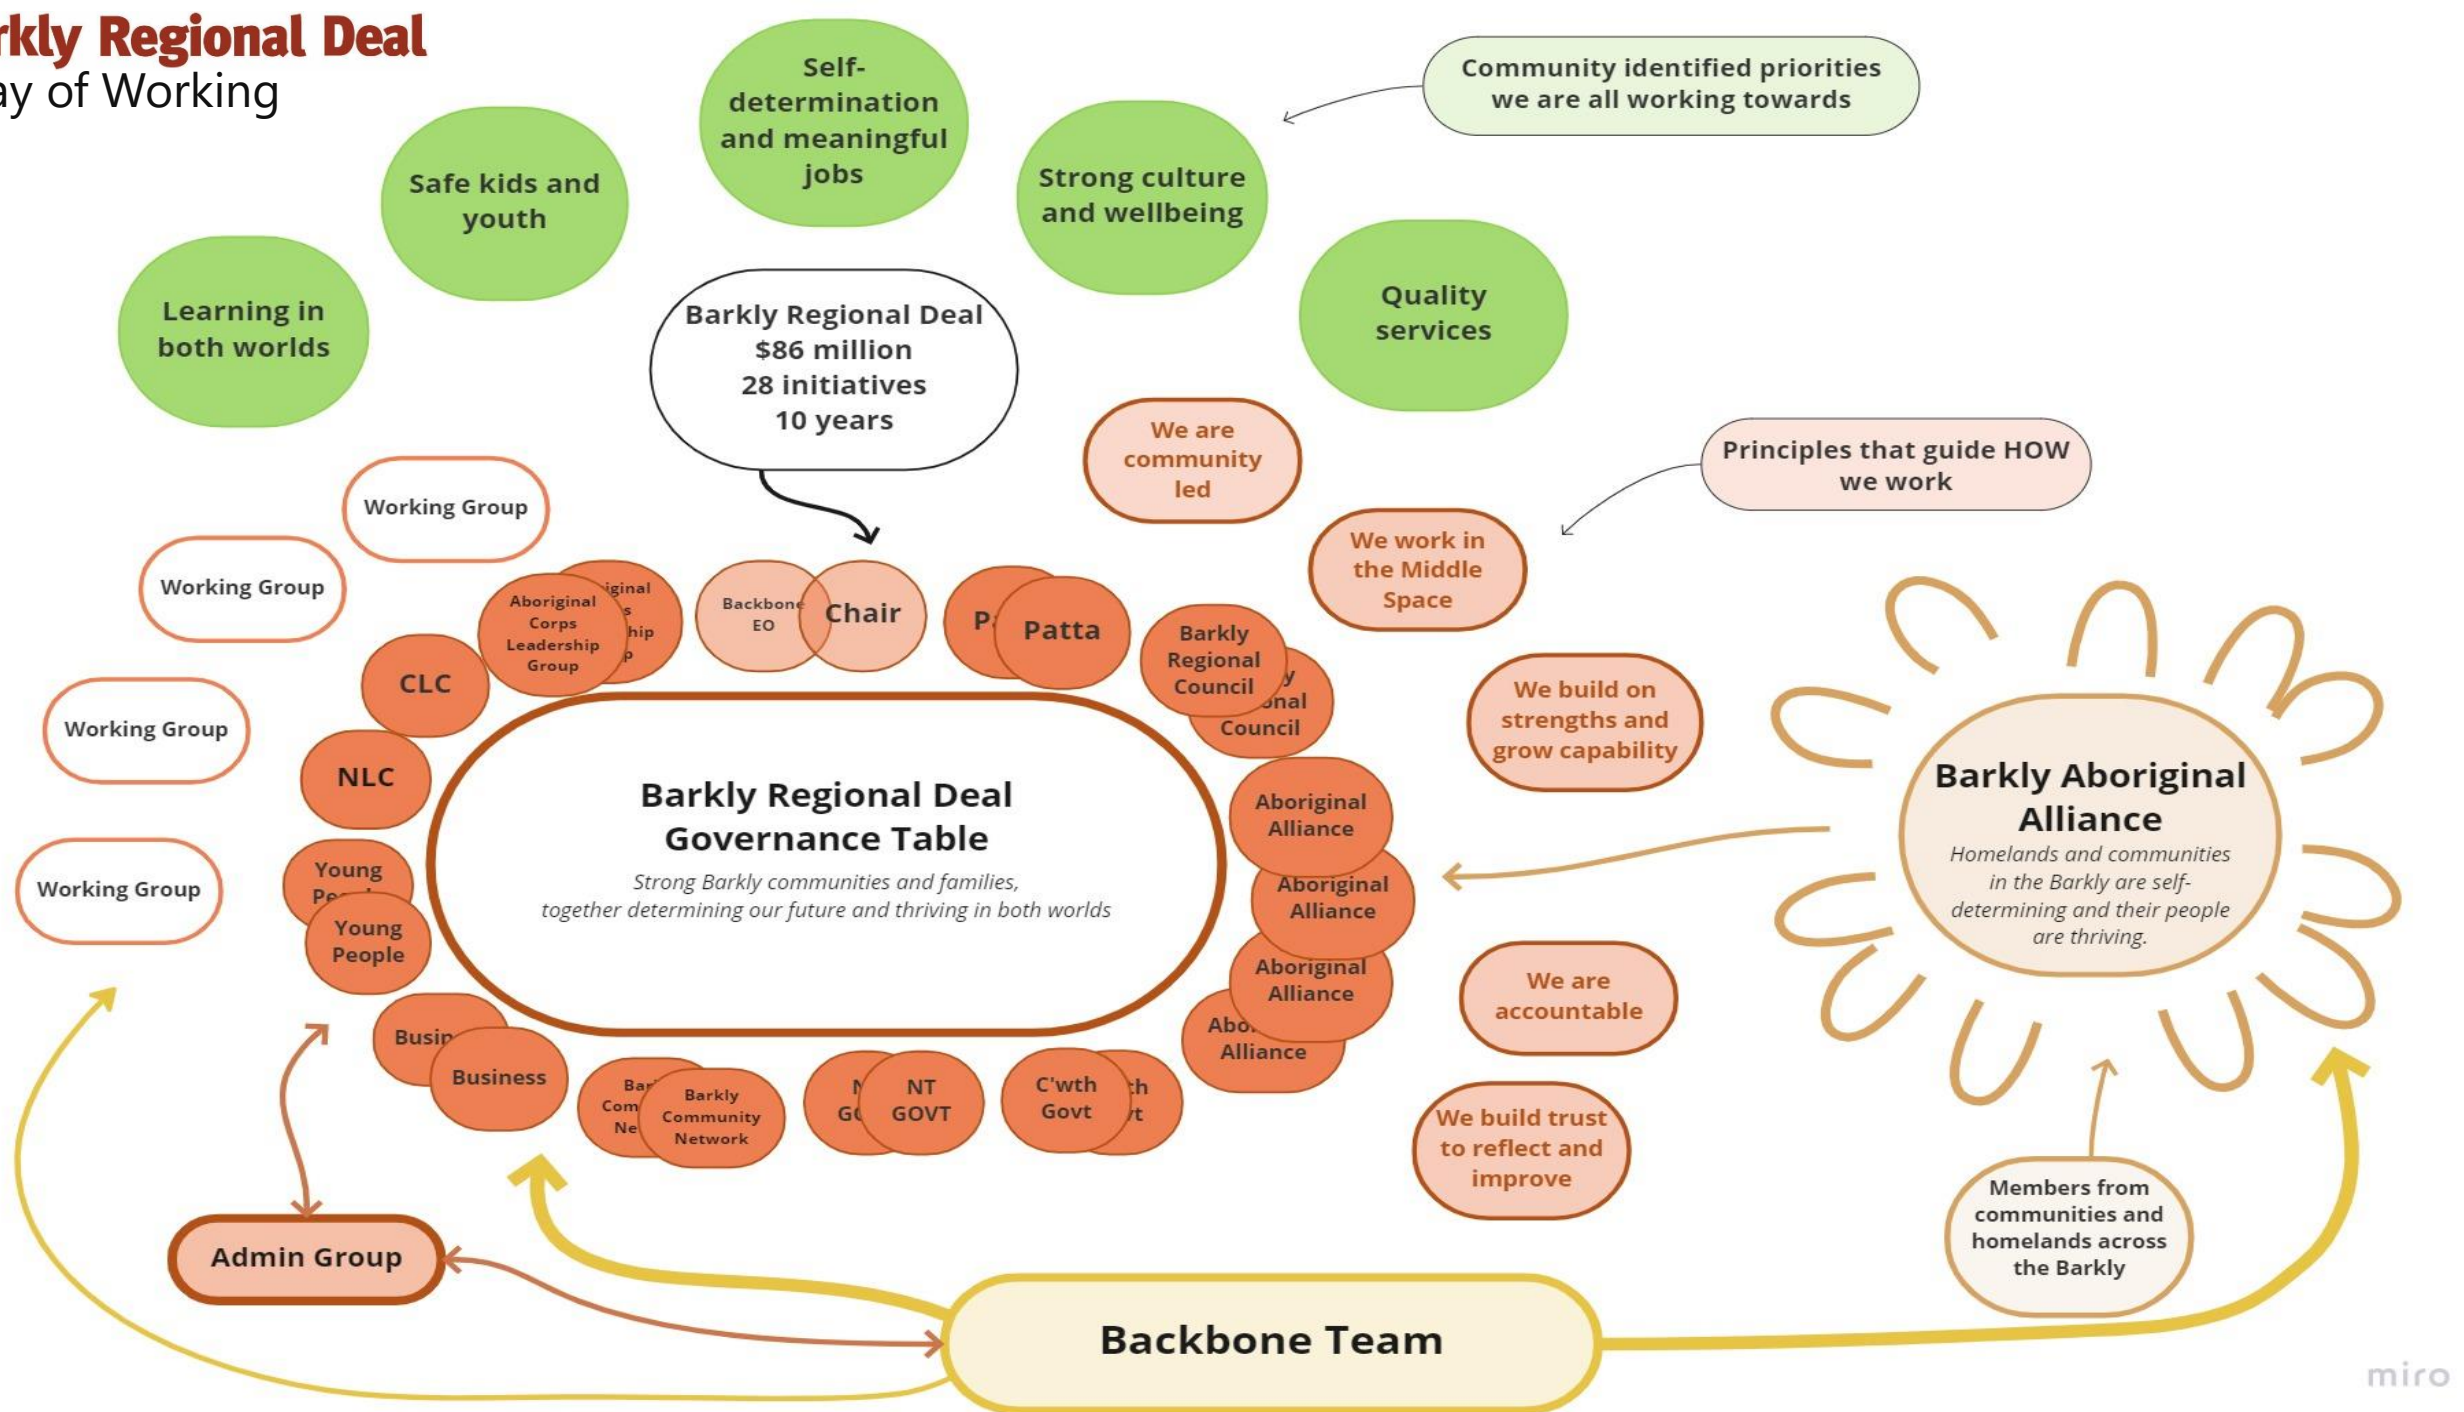 Regional Deal
of Working
Self-
determination
and meaningful
jobs
Community identified priorities
we are all working towards
Safe kids and
youth
Strong culture
and wellbeing
Learning in
both worlds
Quality
services
Barkly Regional Deal
$86 million
28 initiatives
10 years
We are
community
led
Principles that guide HOW
we work
We work in
the Middle
Space
We build on
strengths and
grow capability
We are
accountable
We build trust
to reflect and
improve
Working Group
Working Group
Working Group
Working Group
Aboriginal
Corps
Leadership
Group
Backbone
EO
Chair
Patta
Barkly
Regional
Council
Council
CLC
NLC
Young
Young
People
Business
Barkly
Community
Network
NT
GOVT
C'wth
Govt
Aboriginal
Alliance
Aboriginal
Alliance
Aboriginal
Alliance
Alliance
Barkly Regional Deal
Governance Table
Strong Barkly communities and families,
together determining our future and thriving in both worlds
Barkly Aboriginal
Alliance
Homelands and communities
in the Barkly are self-
determining and their people
are thriving.
Members from
communities and
homelands across
the Barkly
Admin Group
Backbone Team
miro